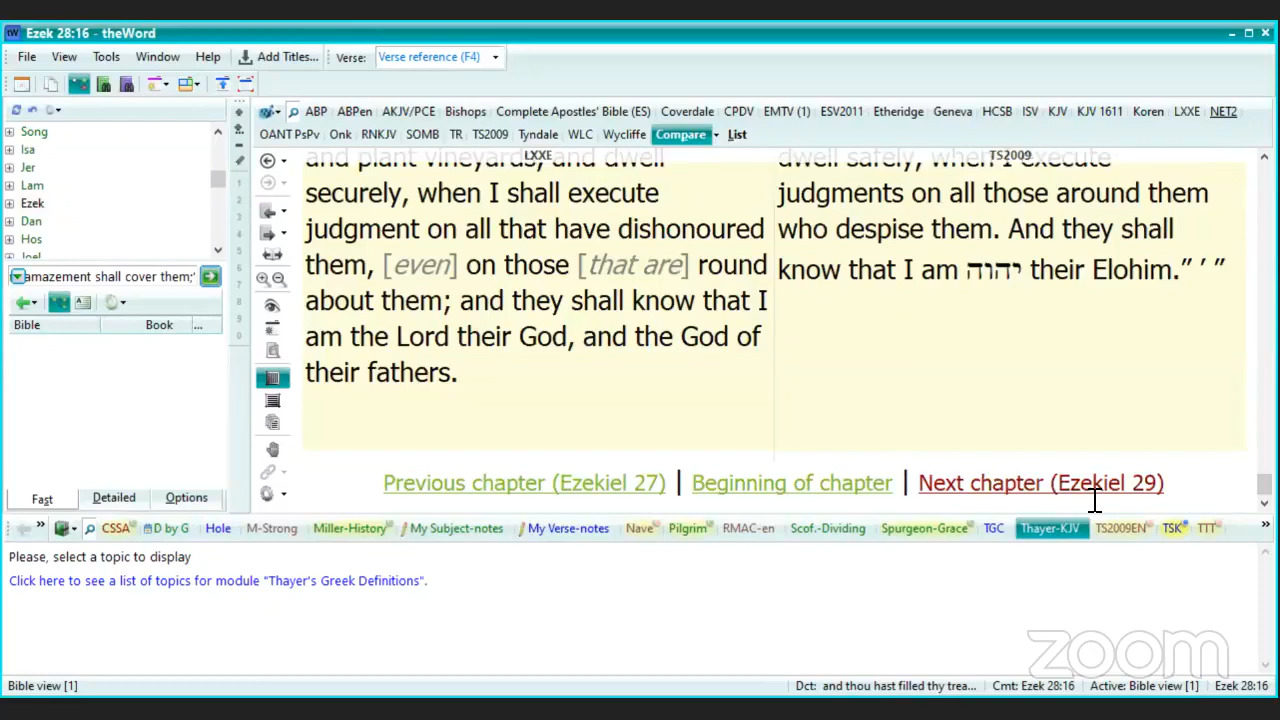 Ezek 28:16 - theWord
File View Tools Window Help Add Titles... Verse: Verse reference (F4)
ABP ABPen AKJV/PCE Bishops Complete Apostles' Bible (ES) Coverdale CPDV EMTV (1) ESV2011 Etheridge Geneva HCSB ISV KJV KJV 1611 Koren LXXE NET2
OANT PsPv Onk RNKJV SOMB TR TS2009 Tyndale WLC Wycliffe Compare List
Song
Isa
Jer
Lam
Ezek
Dan
Hos
Joel
amazement shall cover them;'
Bible Book ...
Fast Detailed Options
LXXE
and plant vineyards, and dwell
securely, when I shall execute
judgment on all that have dishonoured
them, [even] on those [that are] round
about them; and they shall know that I
am the Lord their God, and the God of
their fathers.
TS2009
dwell safely, when I execute
judgments on all those around them
who despise them. And they shall
know that I am יהוה their Elohim.” ’ ”
Previous chapter (Ezekiel 27) | Beginning of chapter | Next chapter (Ezekiel 29)
CSSA D by G Hole M-Strong Miller-History My Subject-notes My Verse-notes Nave Pilgrim RMAC-en Scof.-Dividing Spurgeon-Grace TGC Thayer-KJV TS2009EN TSK TTT
Please, select a topic to display
Click here to see a list of topics for module "Thayer's Greek Definitions".
zoom
Bible view [1] Dct: and thou hast filled thy trea... Cmt: Ezek 28:16 Active: Bible view [1] Ezek 28:16